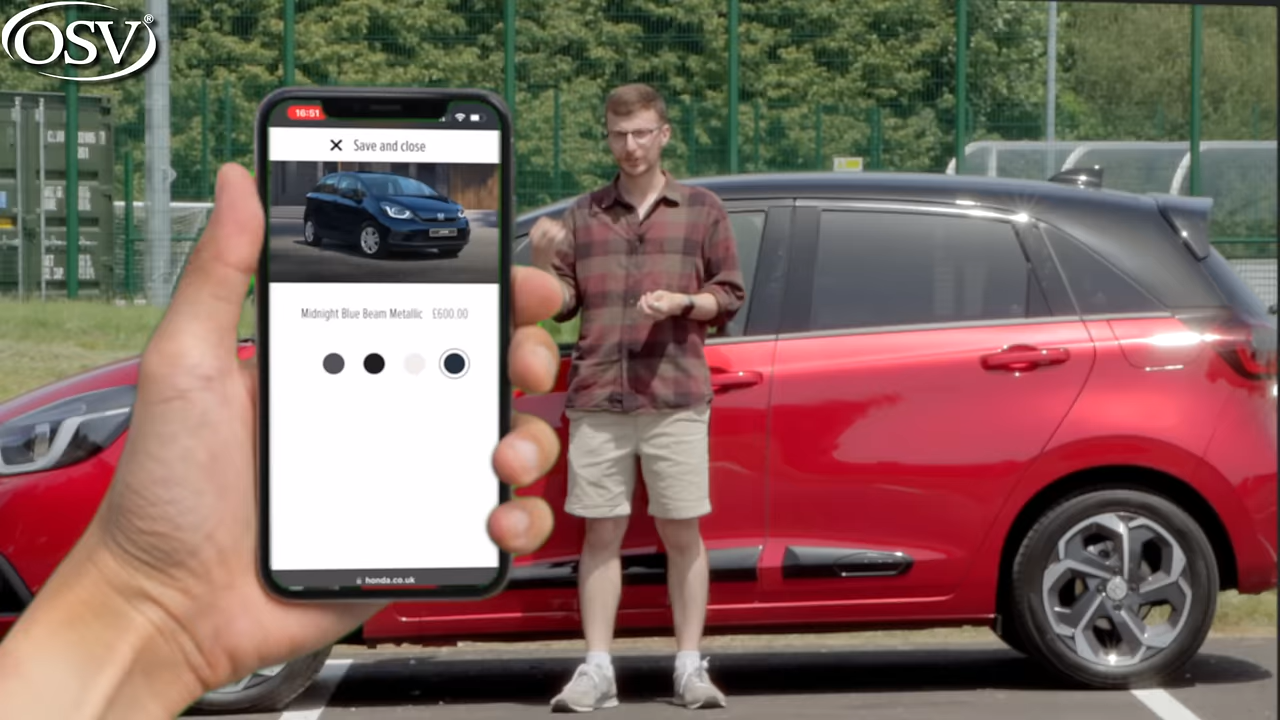 OSV®
16:51
✕ Save and close
Midnight Blue Beam Metallic £600.00
honda.co.uk